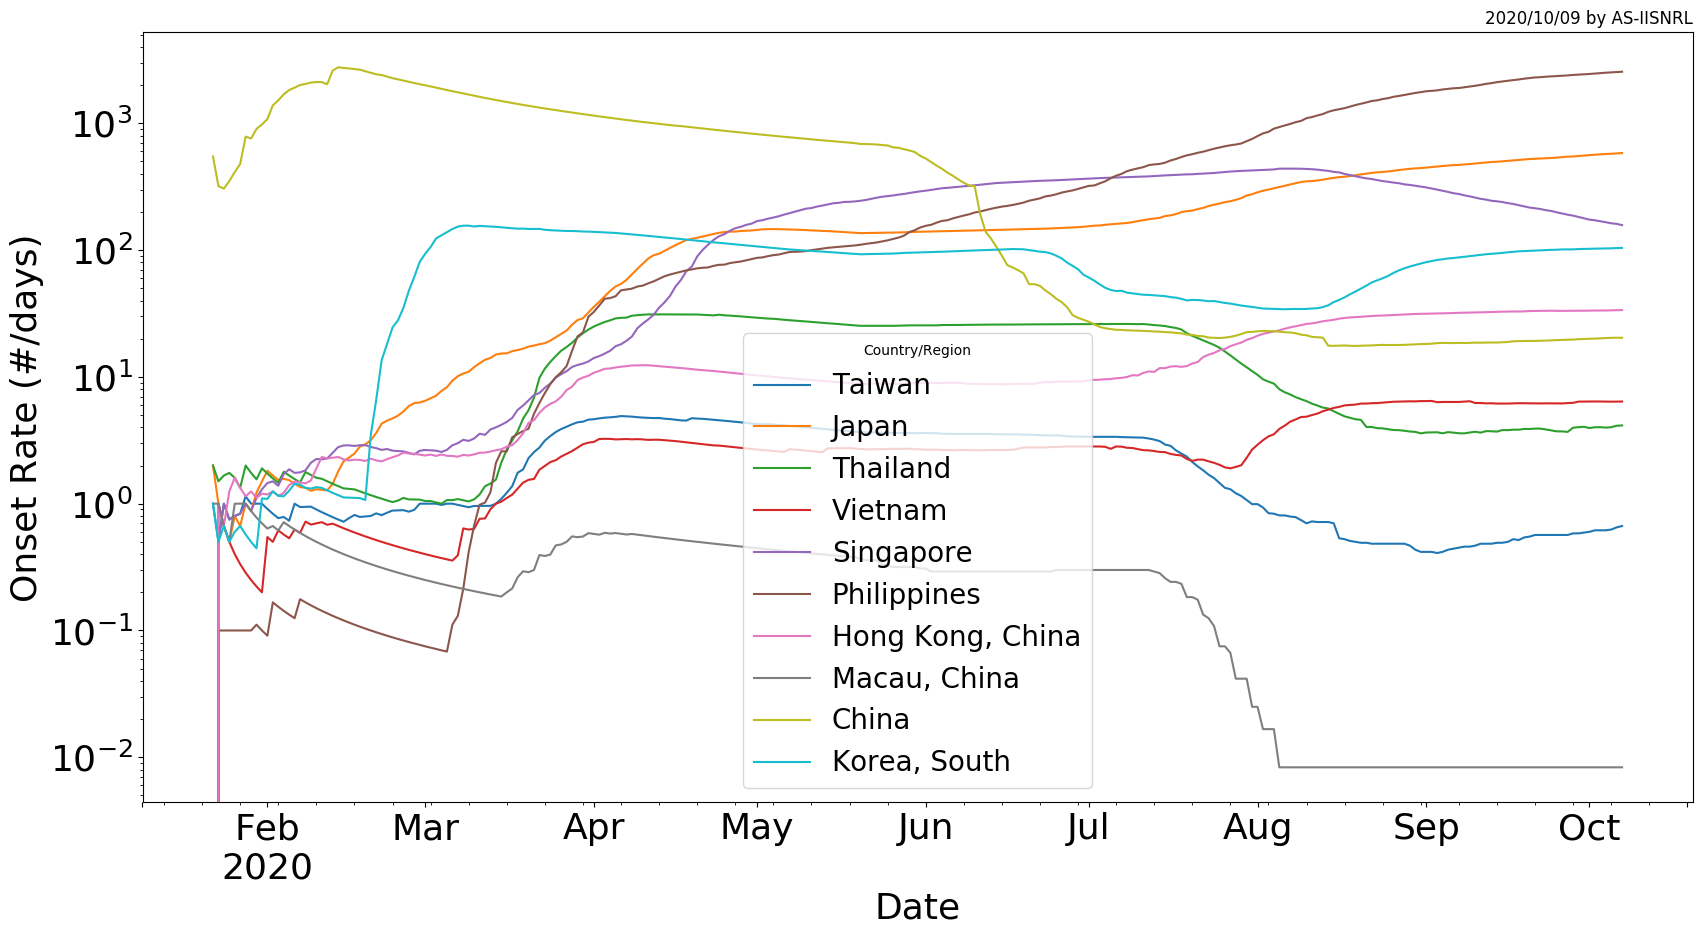 2020/10/09 by AS-IISNRL
Onset Rate (#/days)
10³
10²
10¹
10⁰
10⁻¹
10⁻²
Country/Region
Taiwan
Japan
Thailand
Vietnam
Singapore
Philippines
Hong Kong, China
Macau, China
China
Korea, South
Feb Mar Apr May Jun Jul Aug Sep Oct
2020
Date